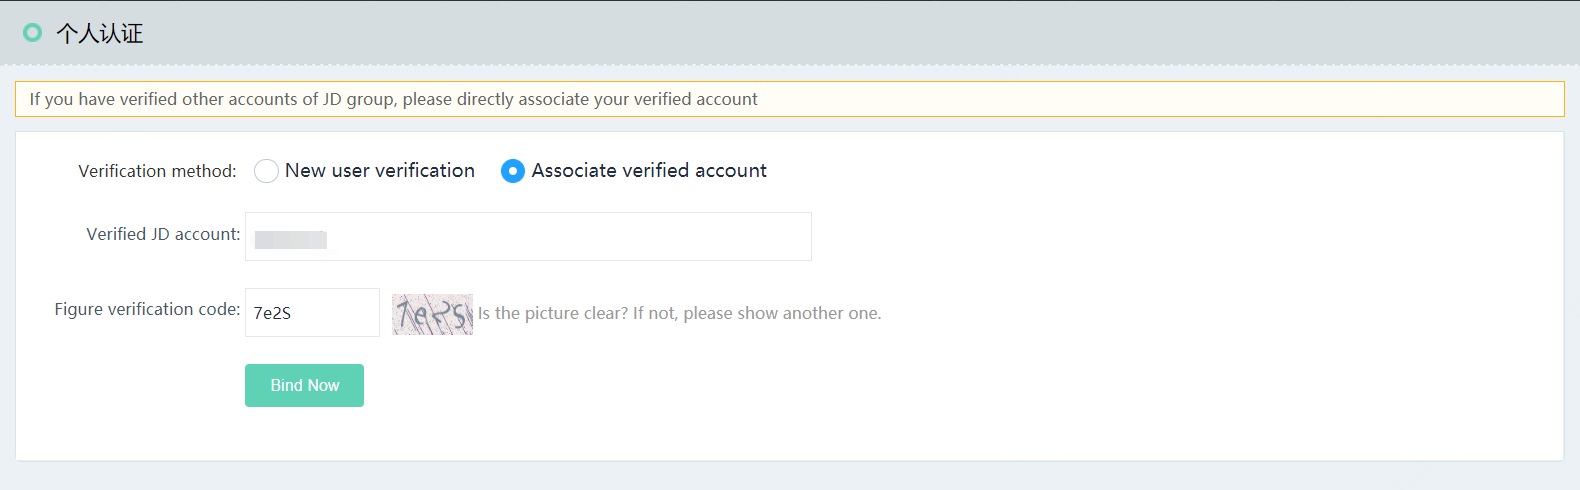 个人认证
If you have verified other accounts of JD group, please directly associate your verified account
Verification method: New user verification Associate verified account
Verified JD account:
Figure verification code: 7e2S 7e2S Is the picture clear? If not, please show another one.
Bind Now